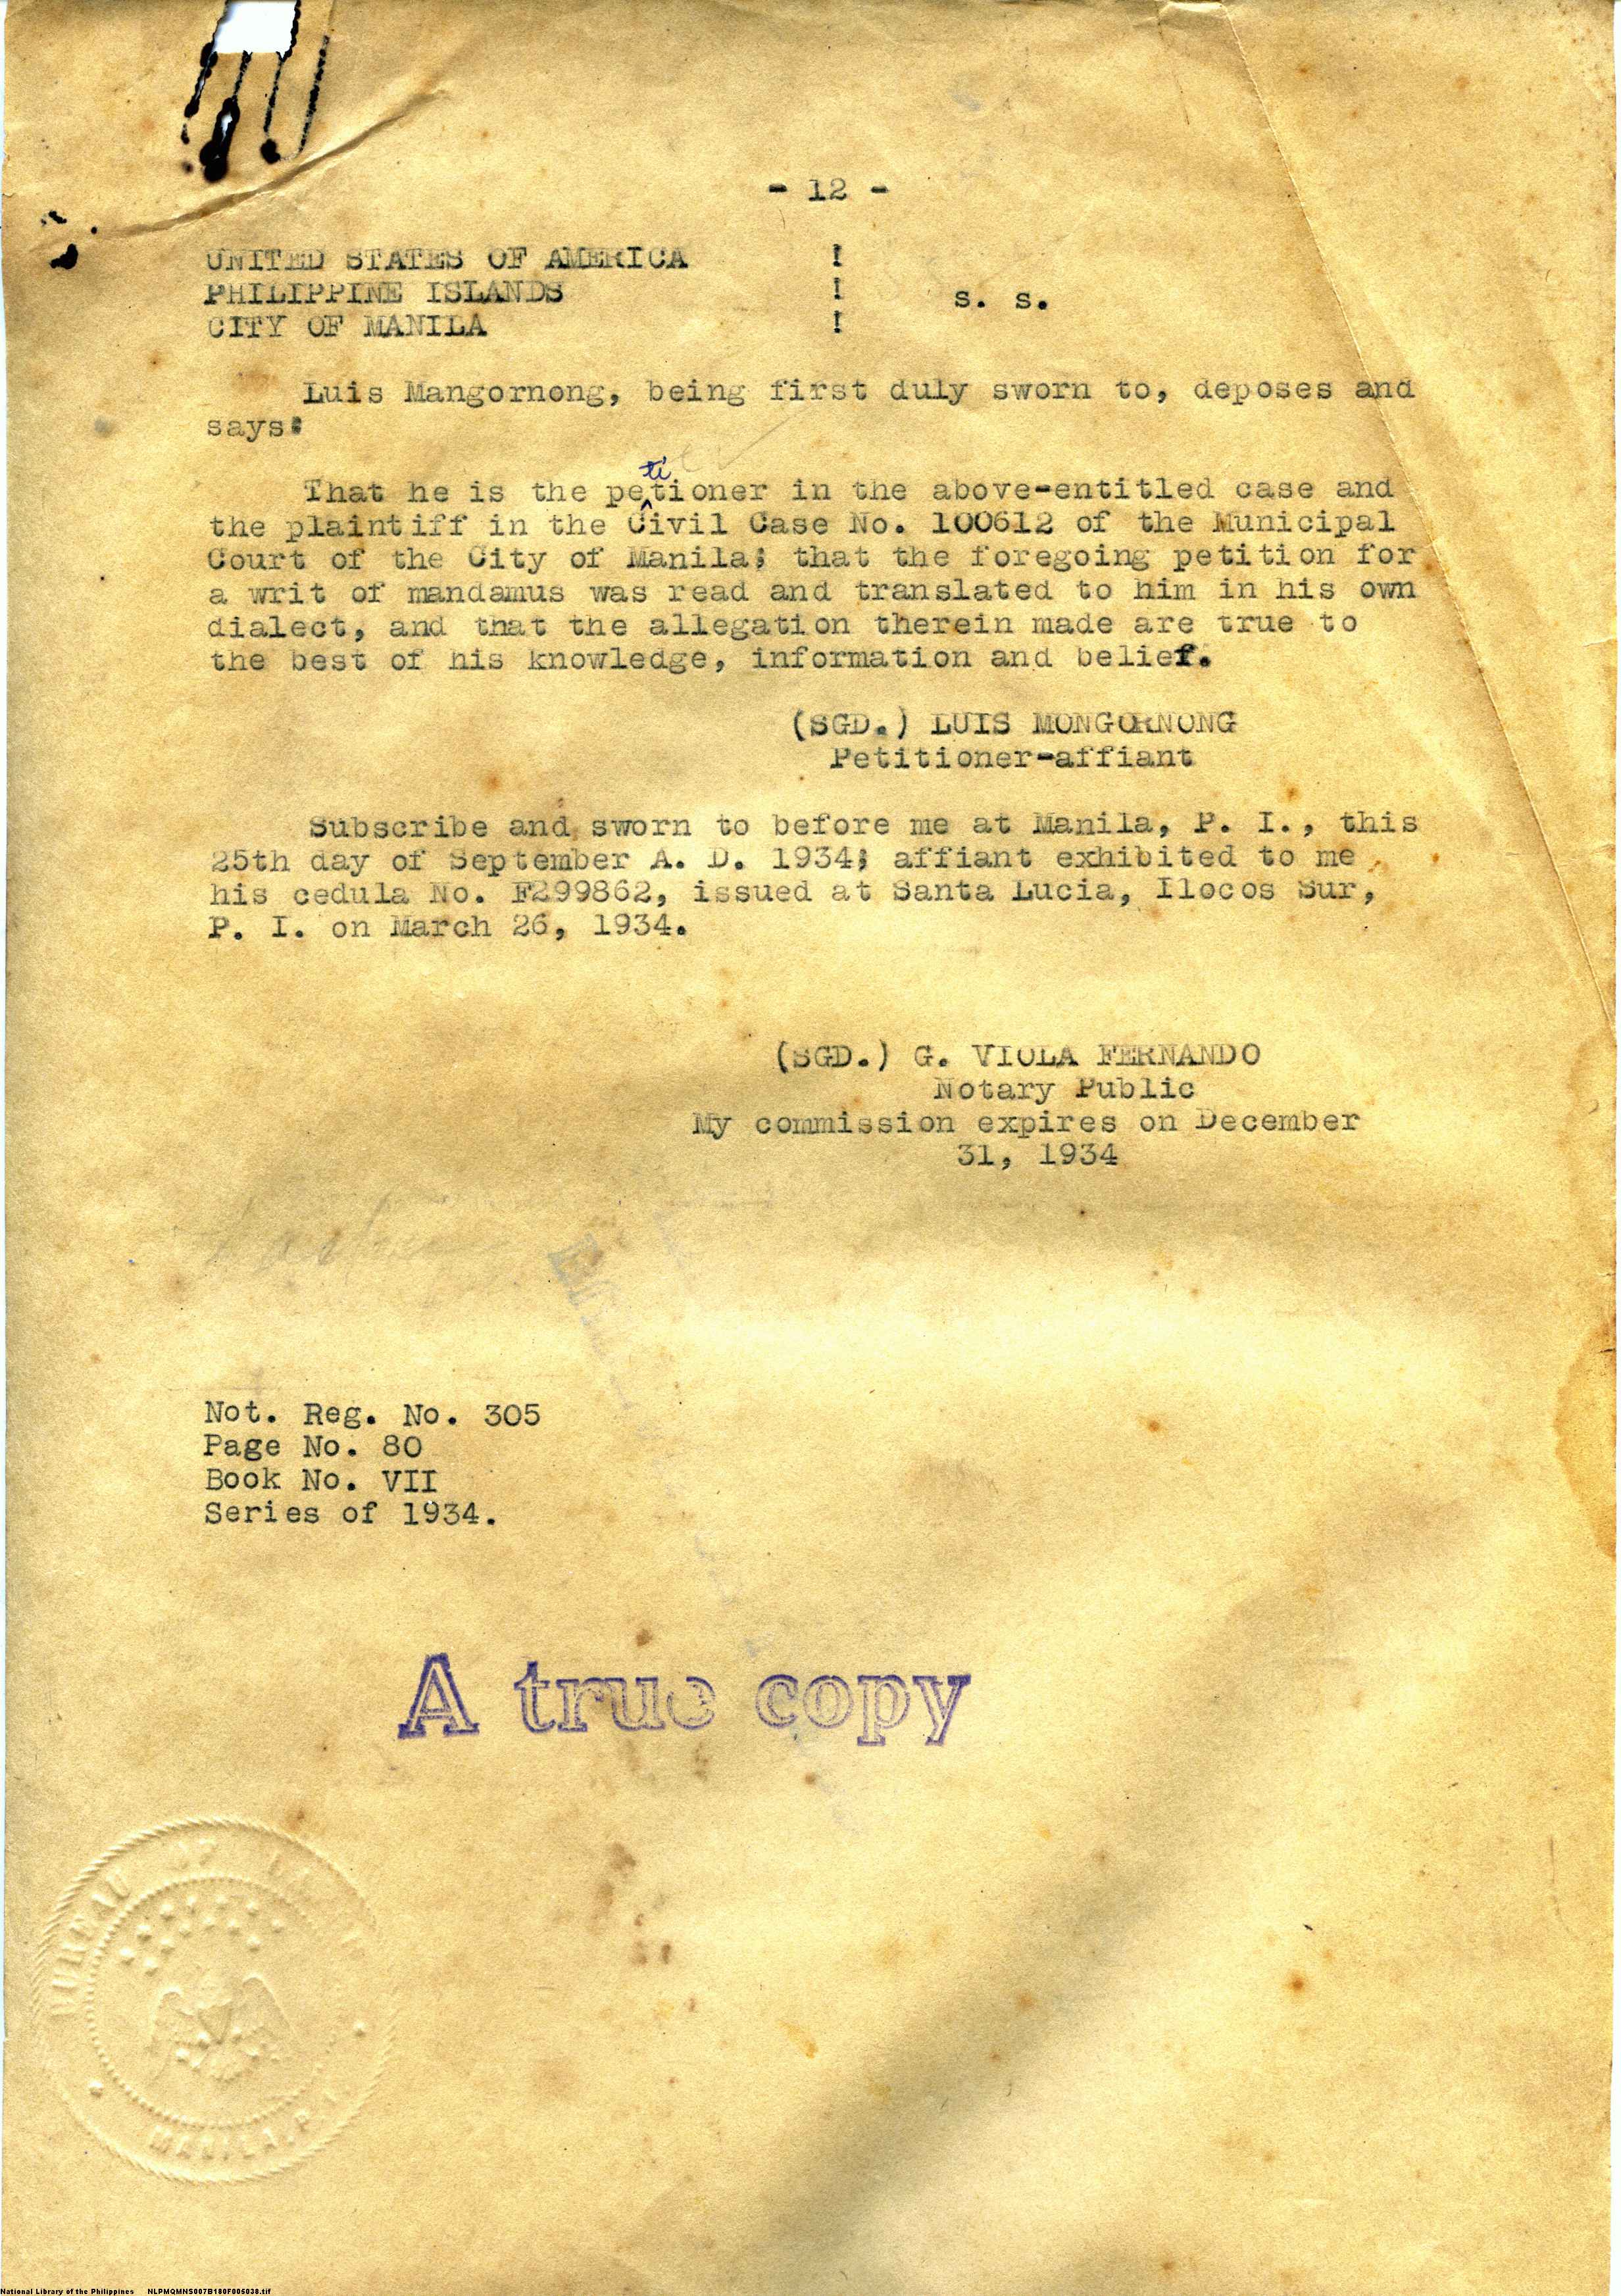 - 12 -
UNITED STATES OF AMERICA !
PHILIPPINE ISLANDS ! s. s.
CITY OF MANILA !
Luis Mangornong, being first duly sworn to, deposes and
says:
ti
That he is the petioner in the above-entitled case and
the plaintiff in the Civil Case No. 100612 of the Municipal
Court of the City of Manila; that the foregoing petition for
a writ of mandamus was read and translated to him in his own
dialect, and that the allegation therein made are true to
the best of his knowledge, information and belief.
(SGD.) LUIS MONGORNONG
Petitioner-affiant
Subscribe and sworn to before me at Manila, P. I., this
25th day of September A. D. 1934; affiant exhibited to me
his cedula No. F299862, issued at Santa Lucia, Ilocos Sur,
P. I. on March 26, 1934.
(SGD.) G. VIOLA FERNANDO
Notary Public
My commission expires on December
31, 1934
Not. Reg. No. 305
Page No. 80
Book No. VII
Series of 1934.
A true copy
BUREAU OF
MANILA, P.I.
National Library of the Philippines NLPMQMNS007B180F005038.tif